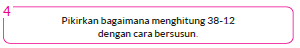 4
Pikirkan bagaimana menghitung 38-12
dengan cara bersusun.